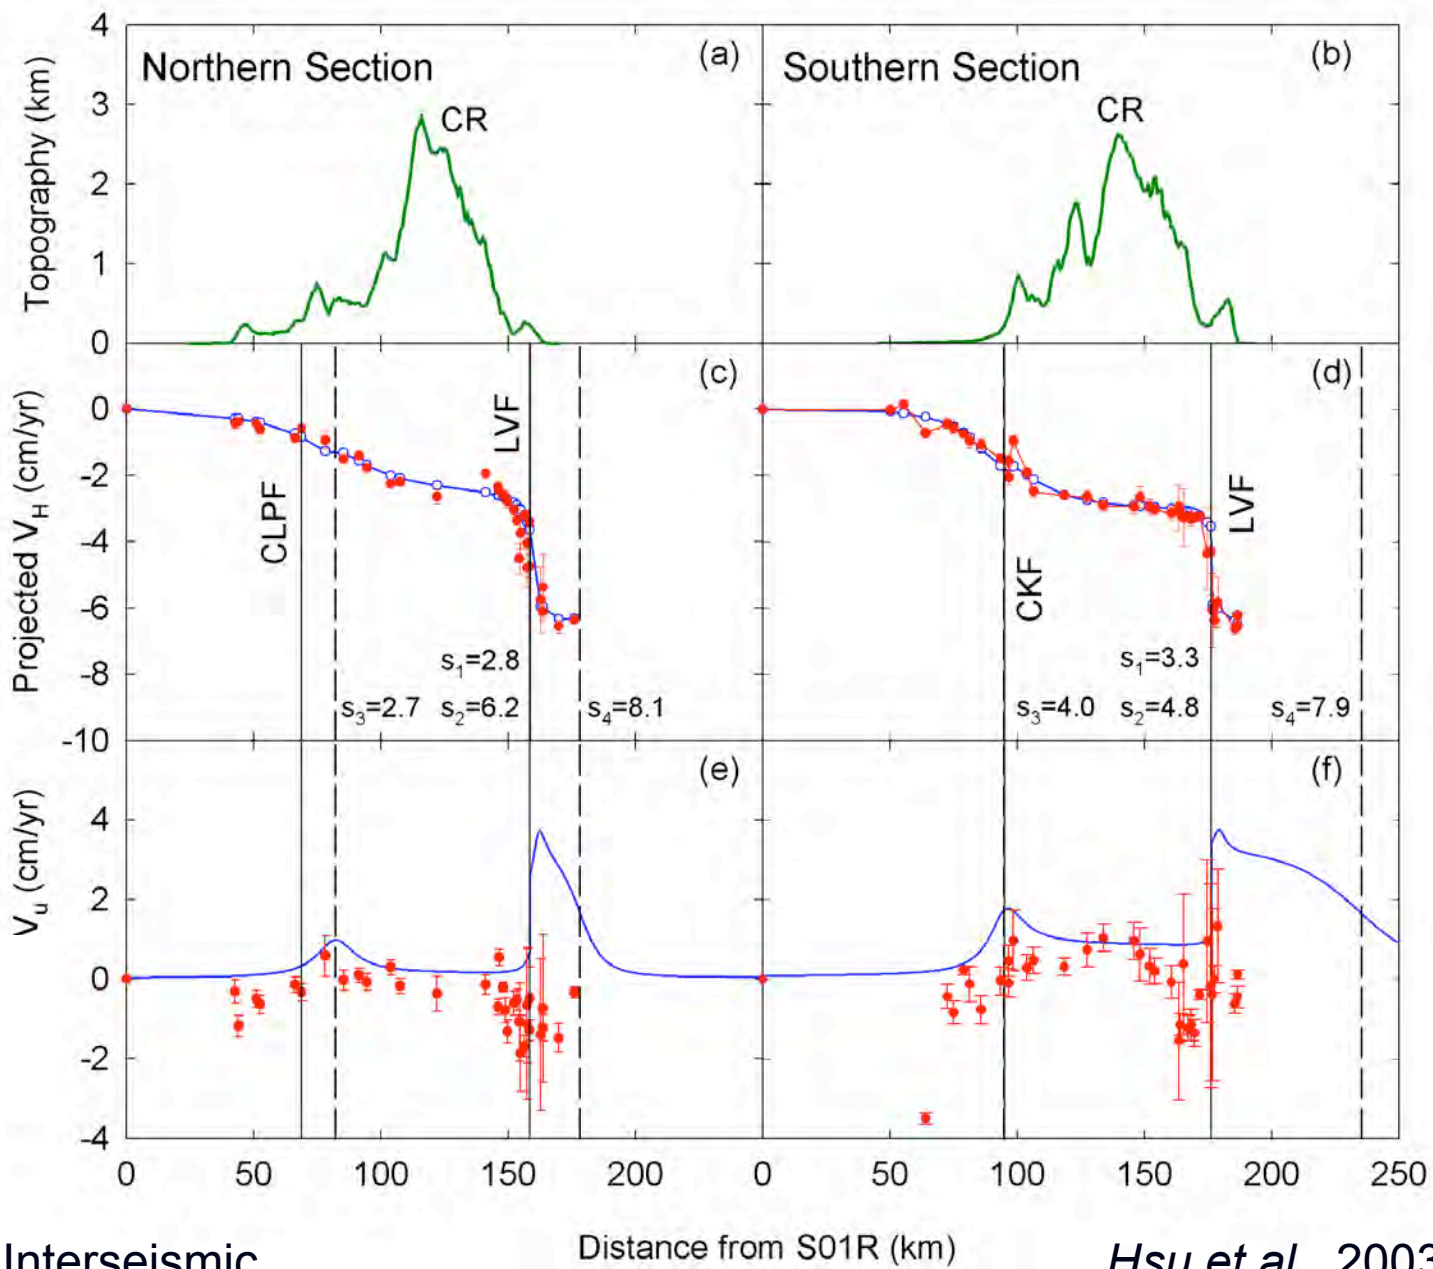 4
3
2
1
0
Topography (km)
Northern Section
(a)
CR
Southern Section
(b)
CR
0
-2
-4
-6
-8
-10
Projected V_H (cm/yr)
(c)
CLPF
LVF
s₁=2.8
s₃=2.7
s₂=6.2
s₄=8.1
(d)
CKF
LVF
s₁=3.3
s₃=4.0
s₂=4.8
s₄=7.9
4
2
0
-2
-4
V_u (cm/yr)
(e)
(f)
0 50 100 150 200 0 50 100 150 200 250
Distance from S01R (km)
Interseismic
Hsu et al., 2003